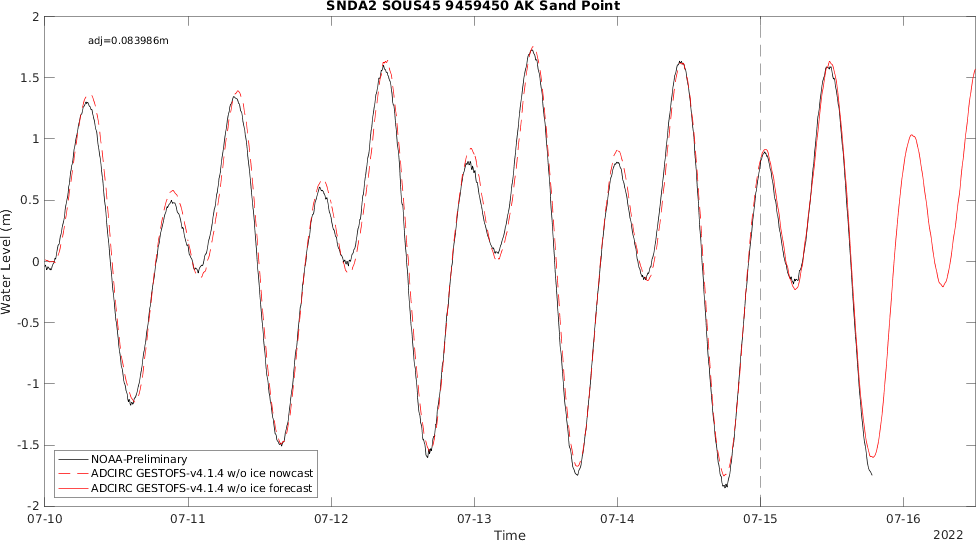 SNDA2 SOUS45 9459450 AK Sand Point
adj=0.083986m
2
1.5
1
0.5
0
-0.5
-1
-1.5
-2
Water Level (m)
NOAA-Preliminary
ADCIRC GESTOFS-v4.1.4 w/o ice nowcast
ADCIRC GESTOFS-v4.1.4 w/o ice forecast
07-10 07-11 07-12 07-13 07-14 07-15 07-16
Time
2022